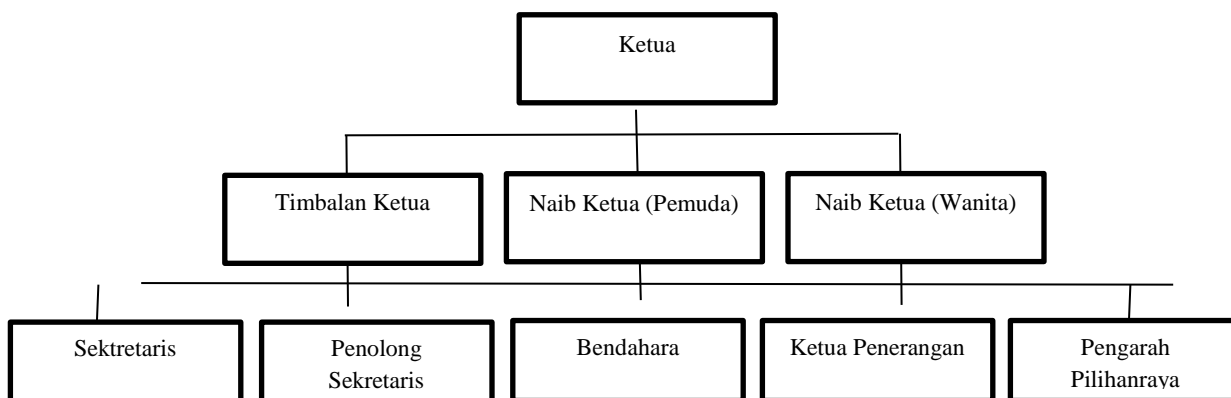 Ketua
Timbalan Ketua
Naib Ketua (Pemuda)
Naib Ketua (Wanita)
Sektretaris
Penolong
Sekretaris
Bendahara
Ketua Penerangan
Pengarah
Pilihanraya